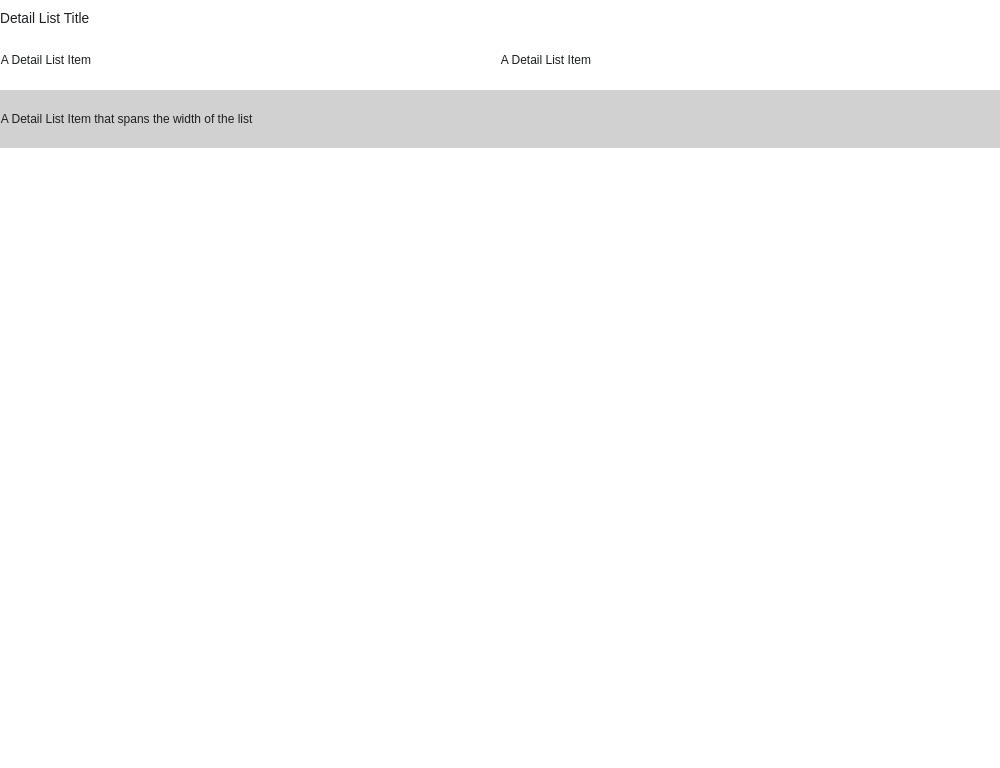 Detail List Title
A Detail List Item
A Detail List Item
A Detail List Item that spans the width of the list